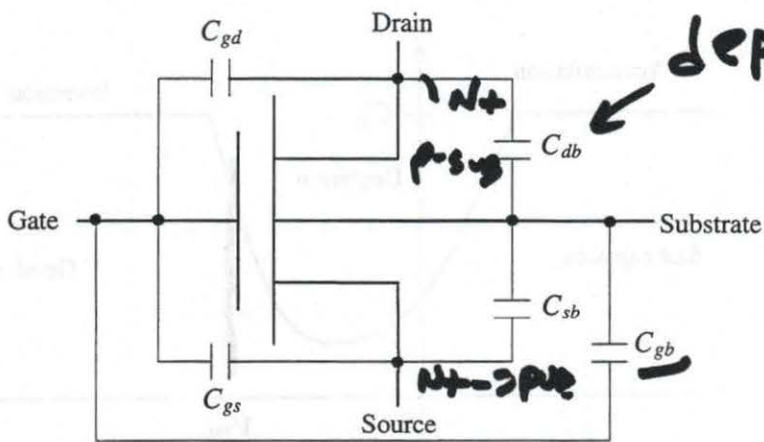 C_gd
Drain
dep
N+
C_db
p-sub
Gate
Substrate
C_sb
C_gb
N+
C_gs
Source